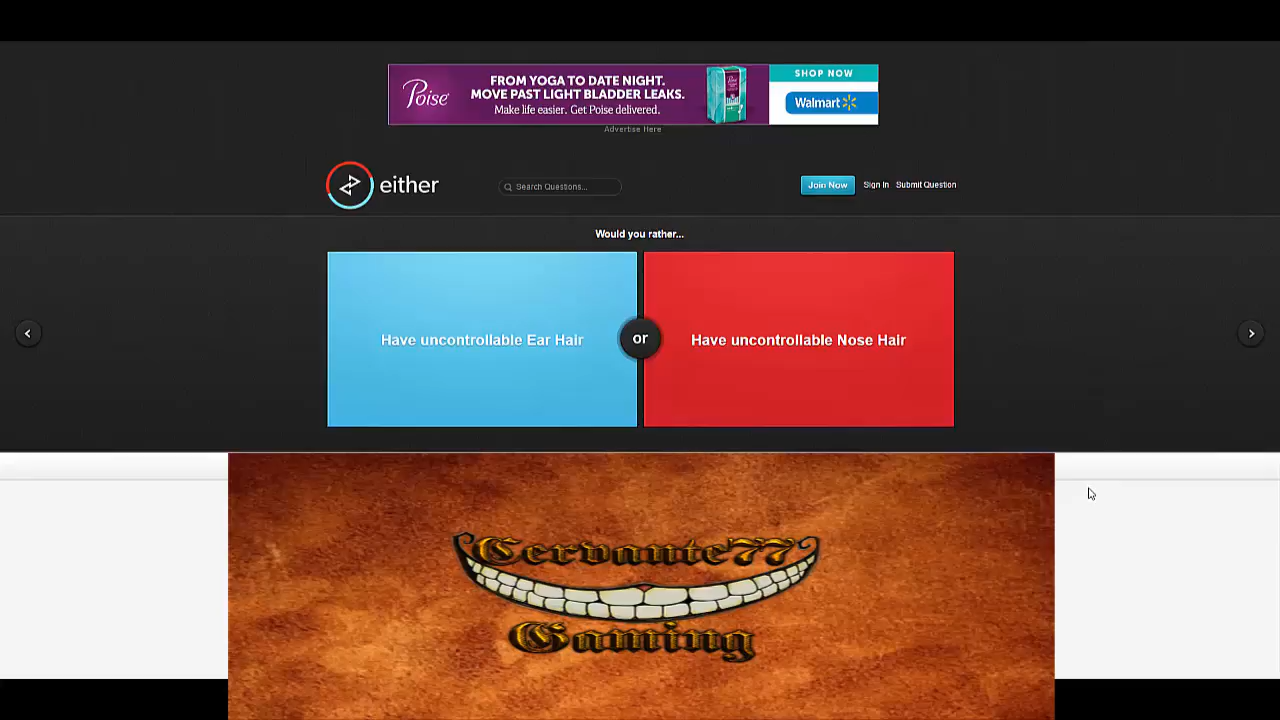 Poise
FROM YOGA TO DATE NIGHT.
MOVE PAST LIGHT BLADDER LEAKS.
Make life easier. Get Poise delivered.
SHOP NOW
Walmart
Advertise Here
either
Search Questions...
Join Now
Sign In
Submit Question
Would you rather...
Have uncontrollable Ear Hair
or
Have uncontrollable Nose Hair
Cervante77
Gaming